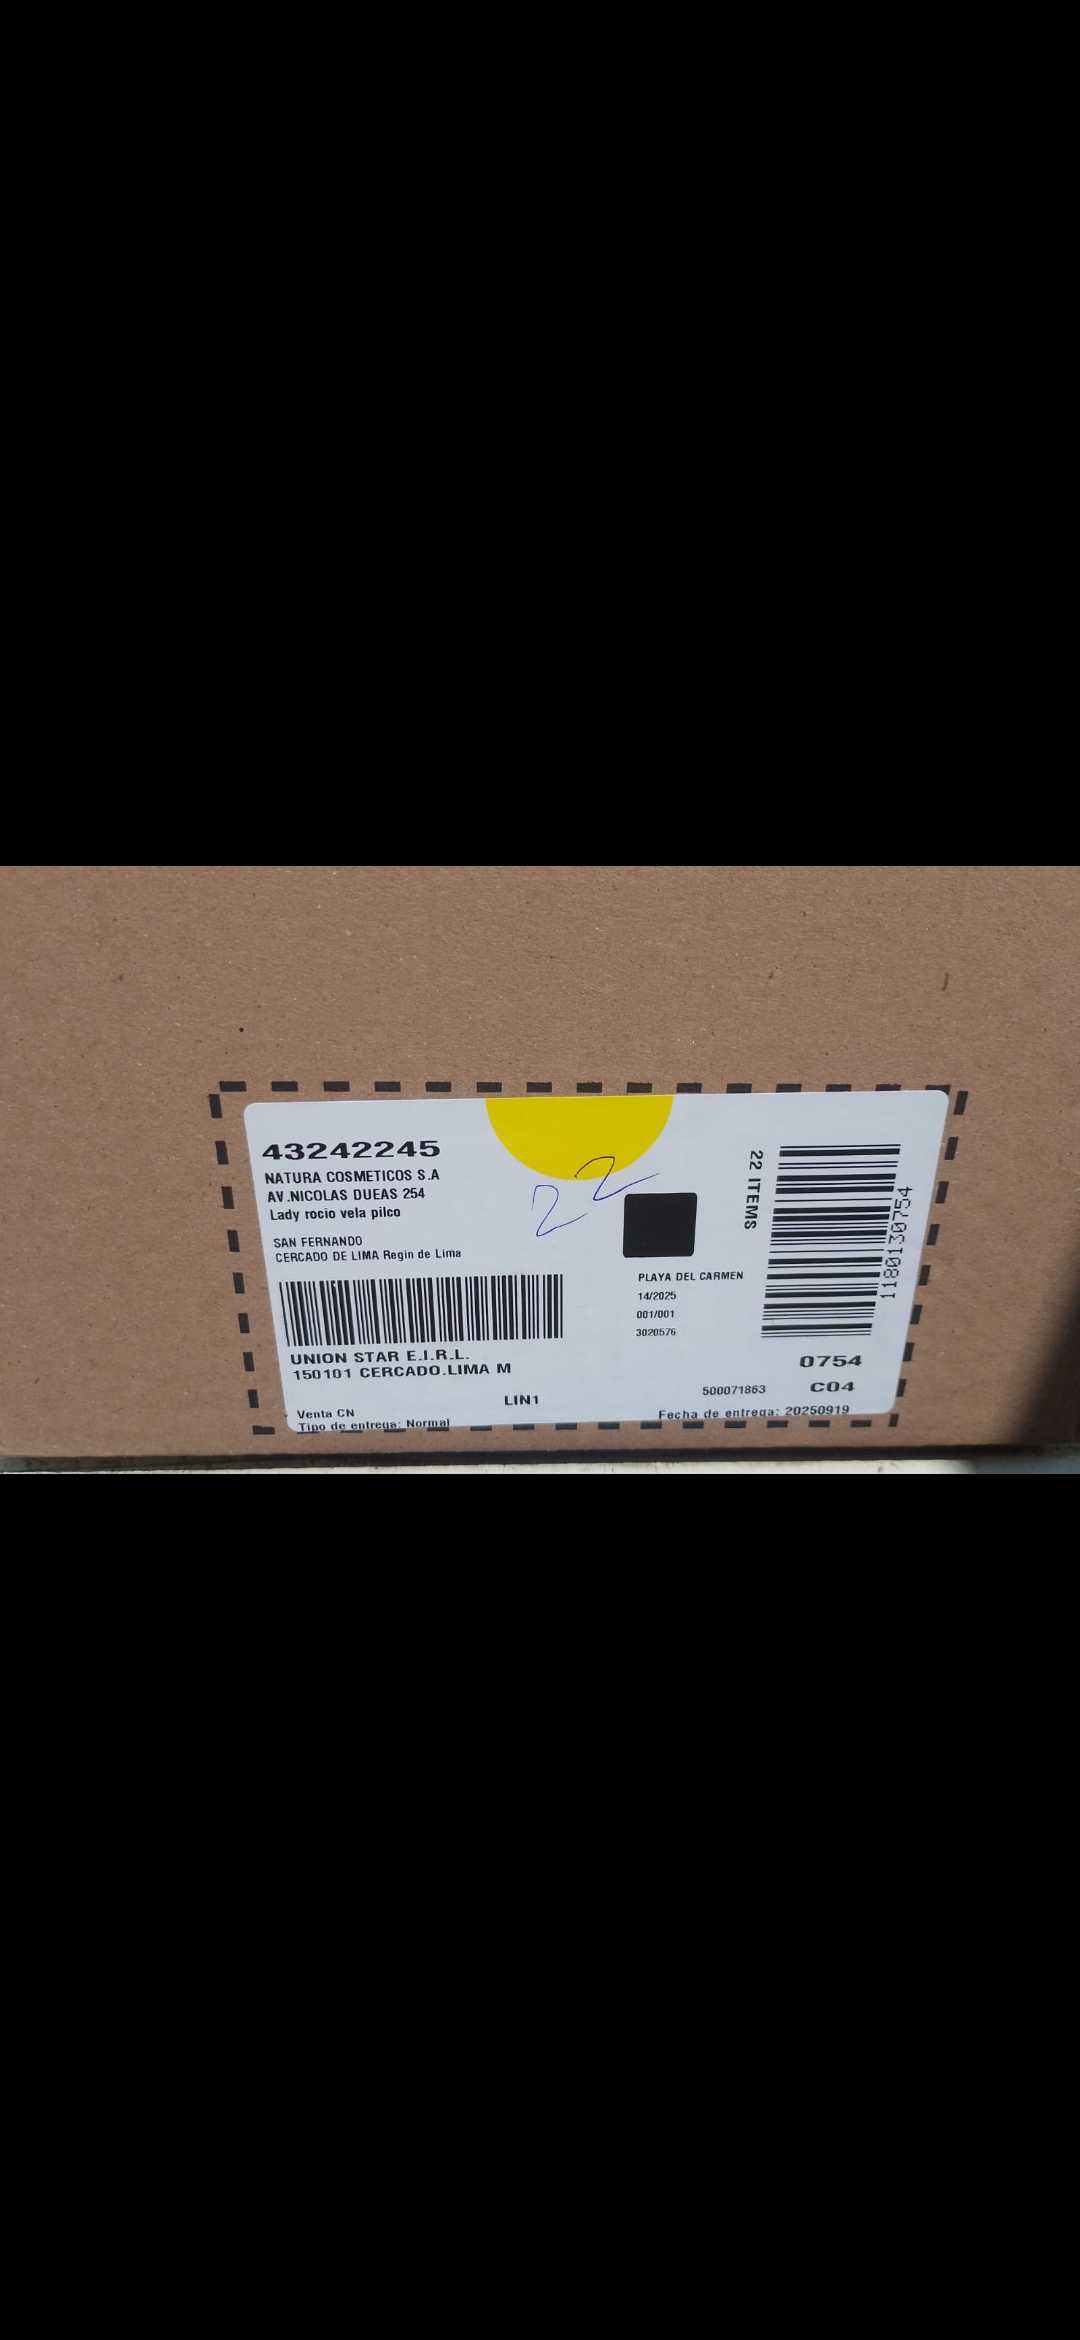 43242245
NATURA COSMETICOS S.A
AV.NICOLAS DUEAS 254
Lady rocio vela pilco
SAN FERNANDO
CERCADO DE LIMA Regin de Lima
UNION STAR E.I.R.L.
150101 CERCADO.LIMA M
LIN1
Venta CN
Tipo de entrega: Normal
22
PLAYA DEL CARMEN
14/2025
001/001
3020576
22 ITEMS
1180130754
0754
500071863 C04
Fecha de entrega: 20250919